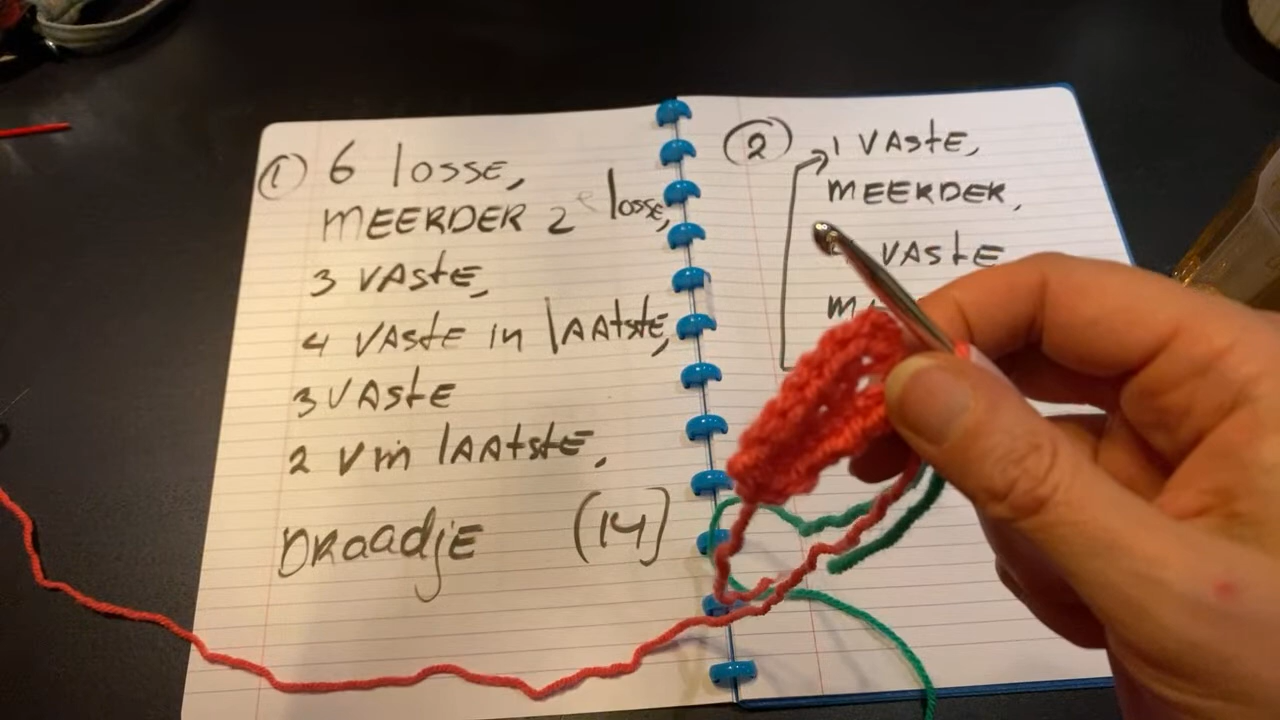 ① 6 losse,
MEERDER 2e losse,
3 VASTE,
4 VASTE in LAATSTE,
3 VASTE
2 V in LAATSTE,
DRAADJE (14)
② 1 VASTE,
MEERDER,
VASTE